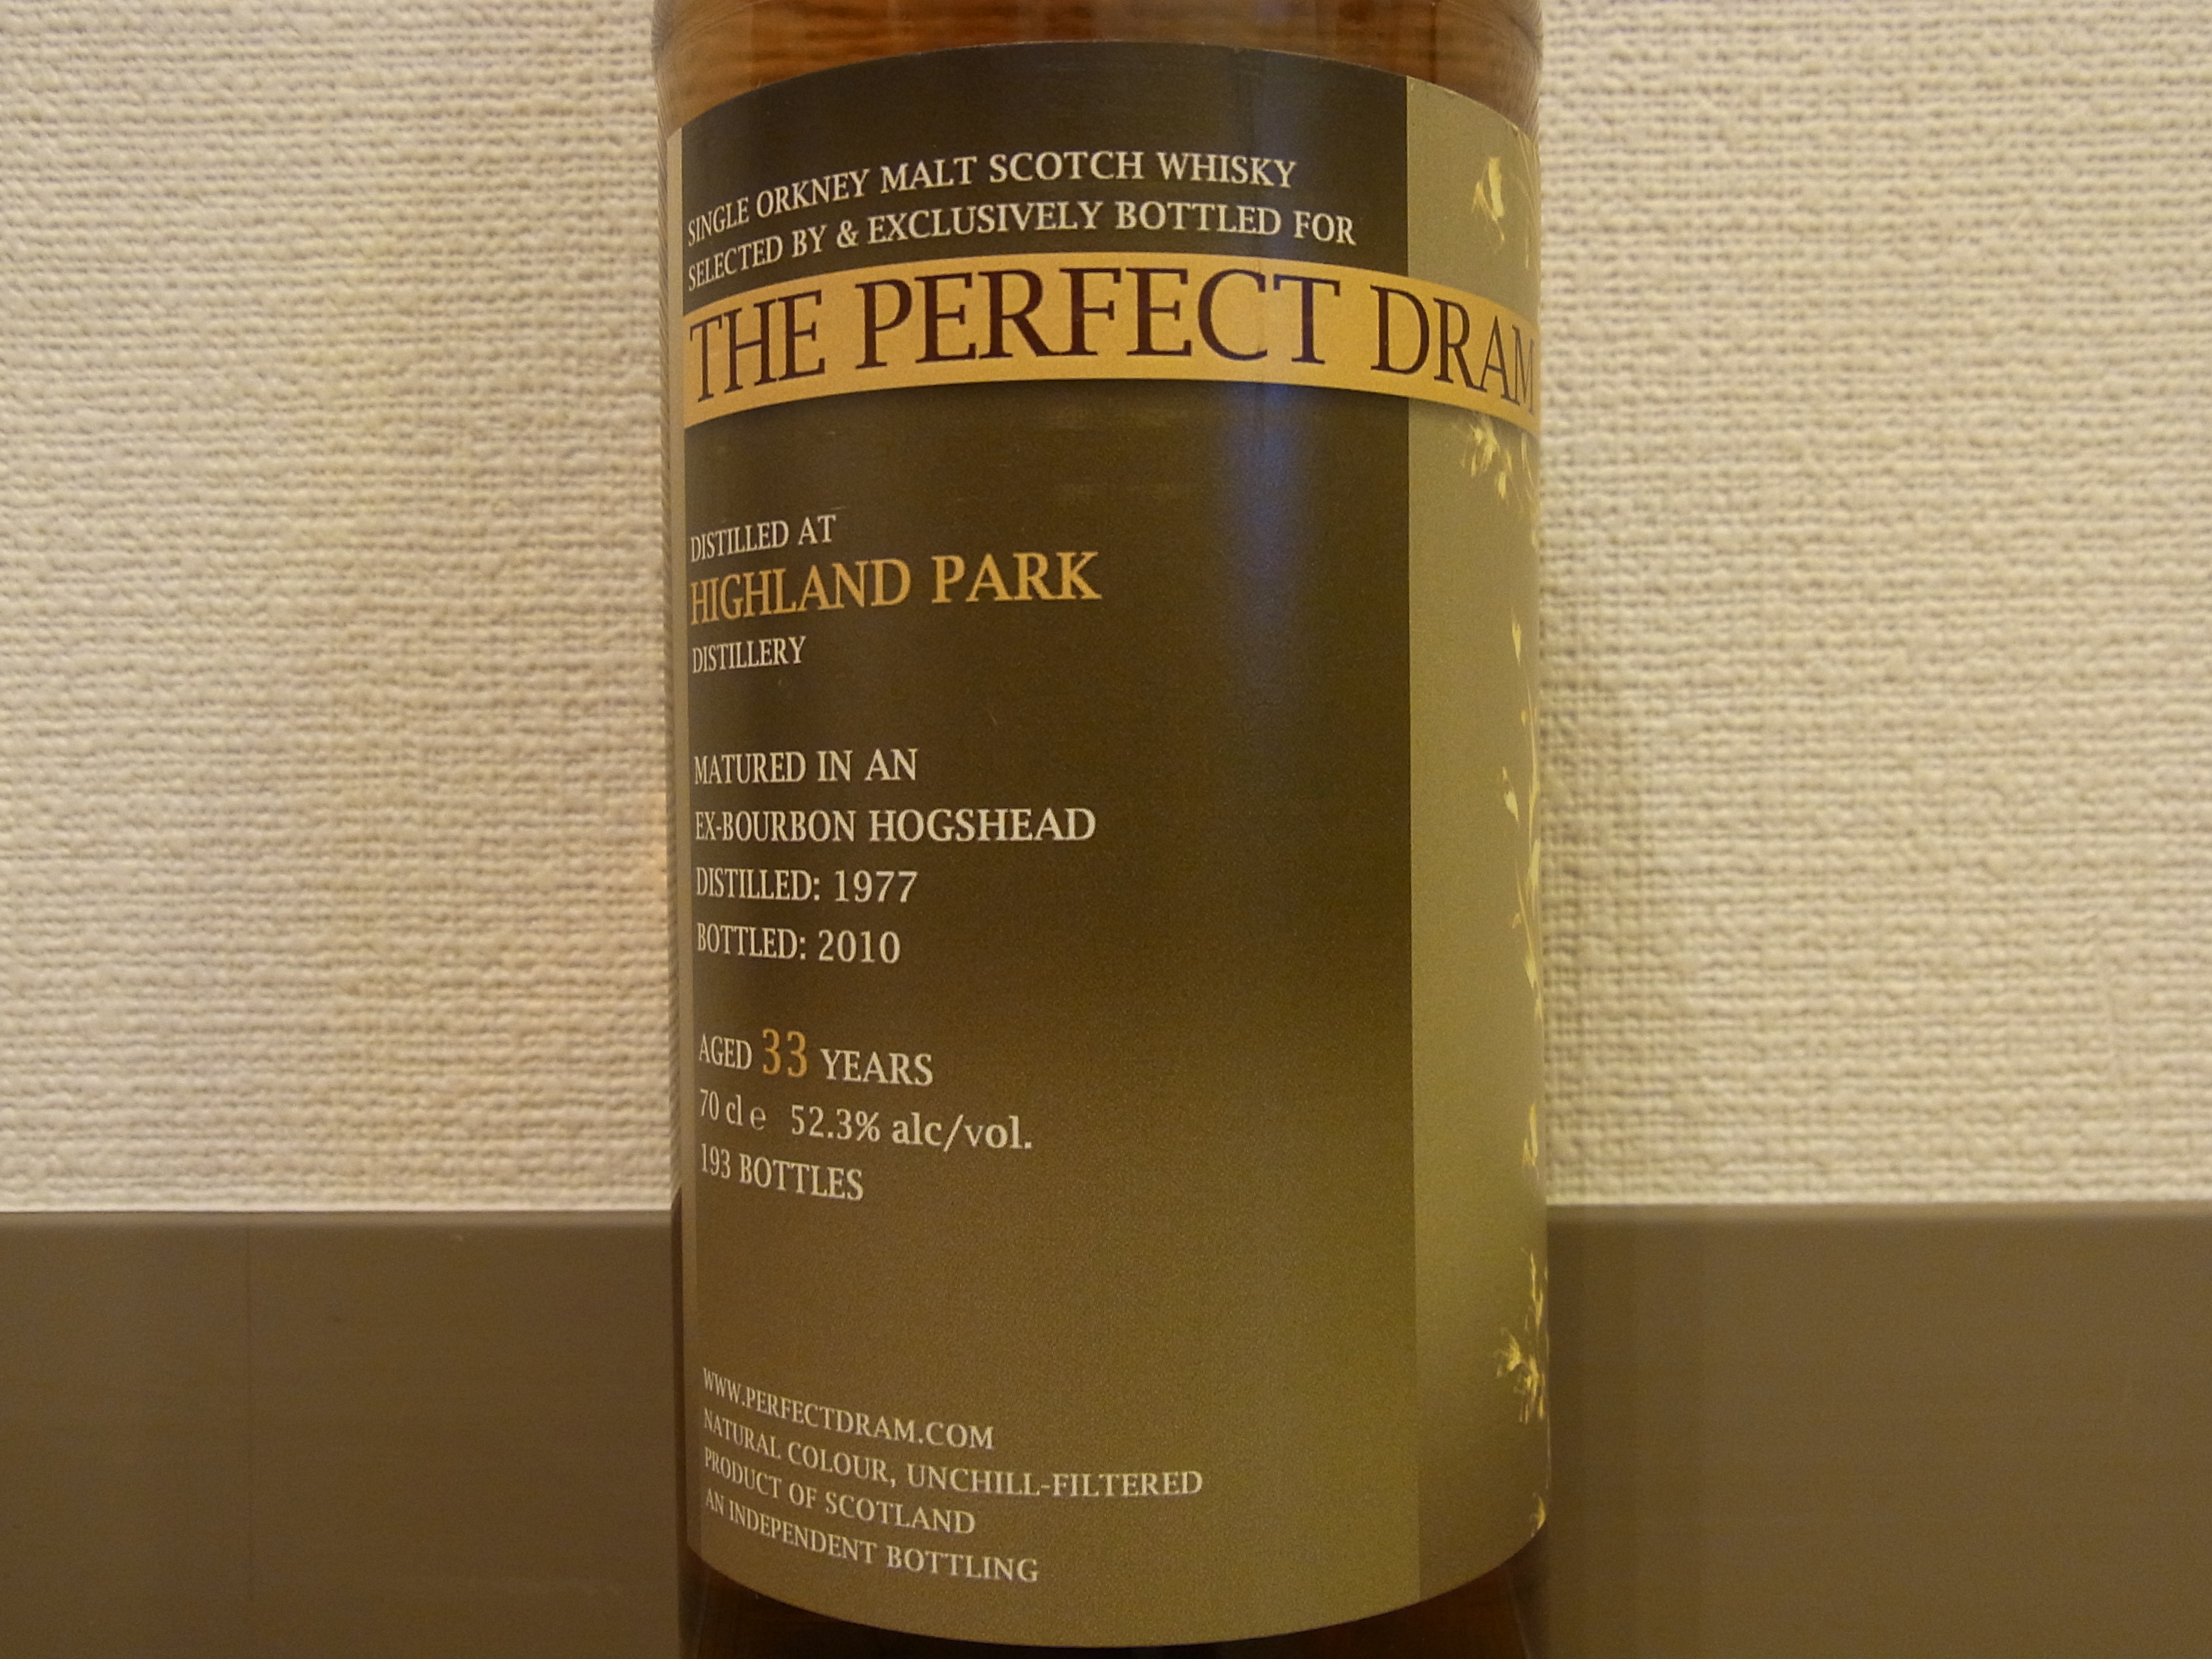 SINGLE ORKNEY MALT SCOTCH WHISKY
SELECTED BY & EXCLUSIVELY BOTTLED FOR
THE PERFECT DRAM
DISTILLED AT
HIGHLAND PARK
DISTILLERY
MATURED IN AN
EX-BOURBON HOGSHEAD
DISTILLED: 1977
BOTTLED: 2010
AGED 33 YEARS
70 cl ℮ 52.3% alc/vol.
193 BOTTLES
WWW.PERFECTDRAM.COM
NATURAL COLOUR, UNCHILL-FILTERED
PRODUCT OF SCOTLAND
AN INDEPENDENT BOTTLING